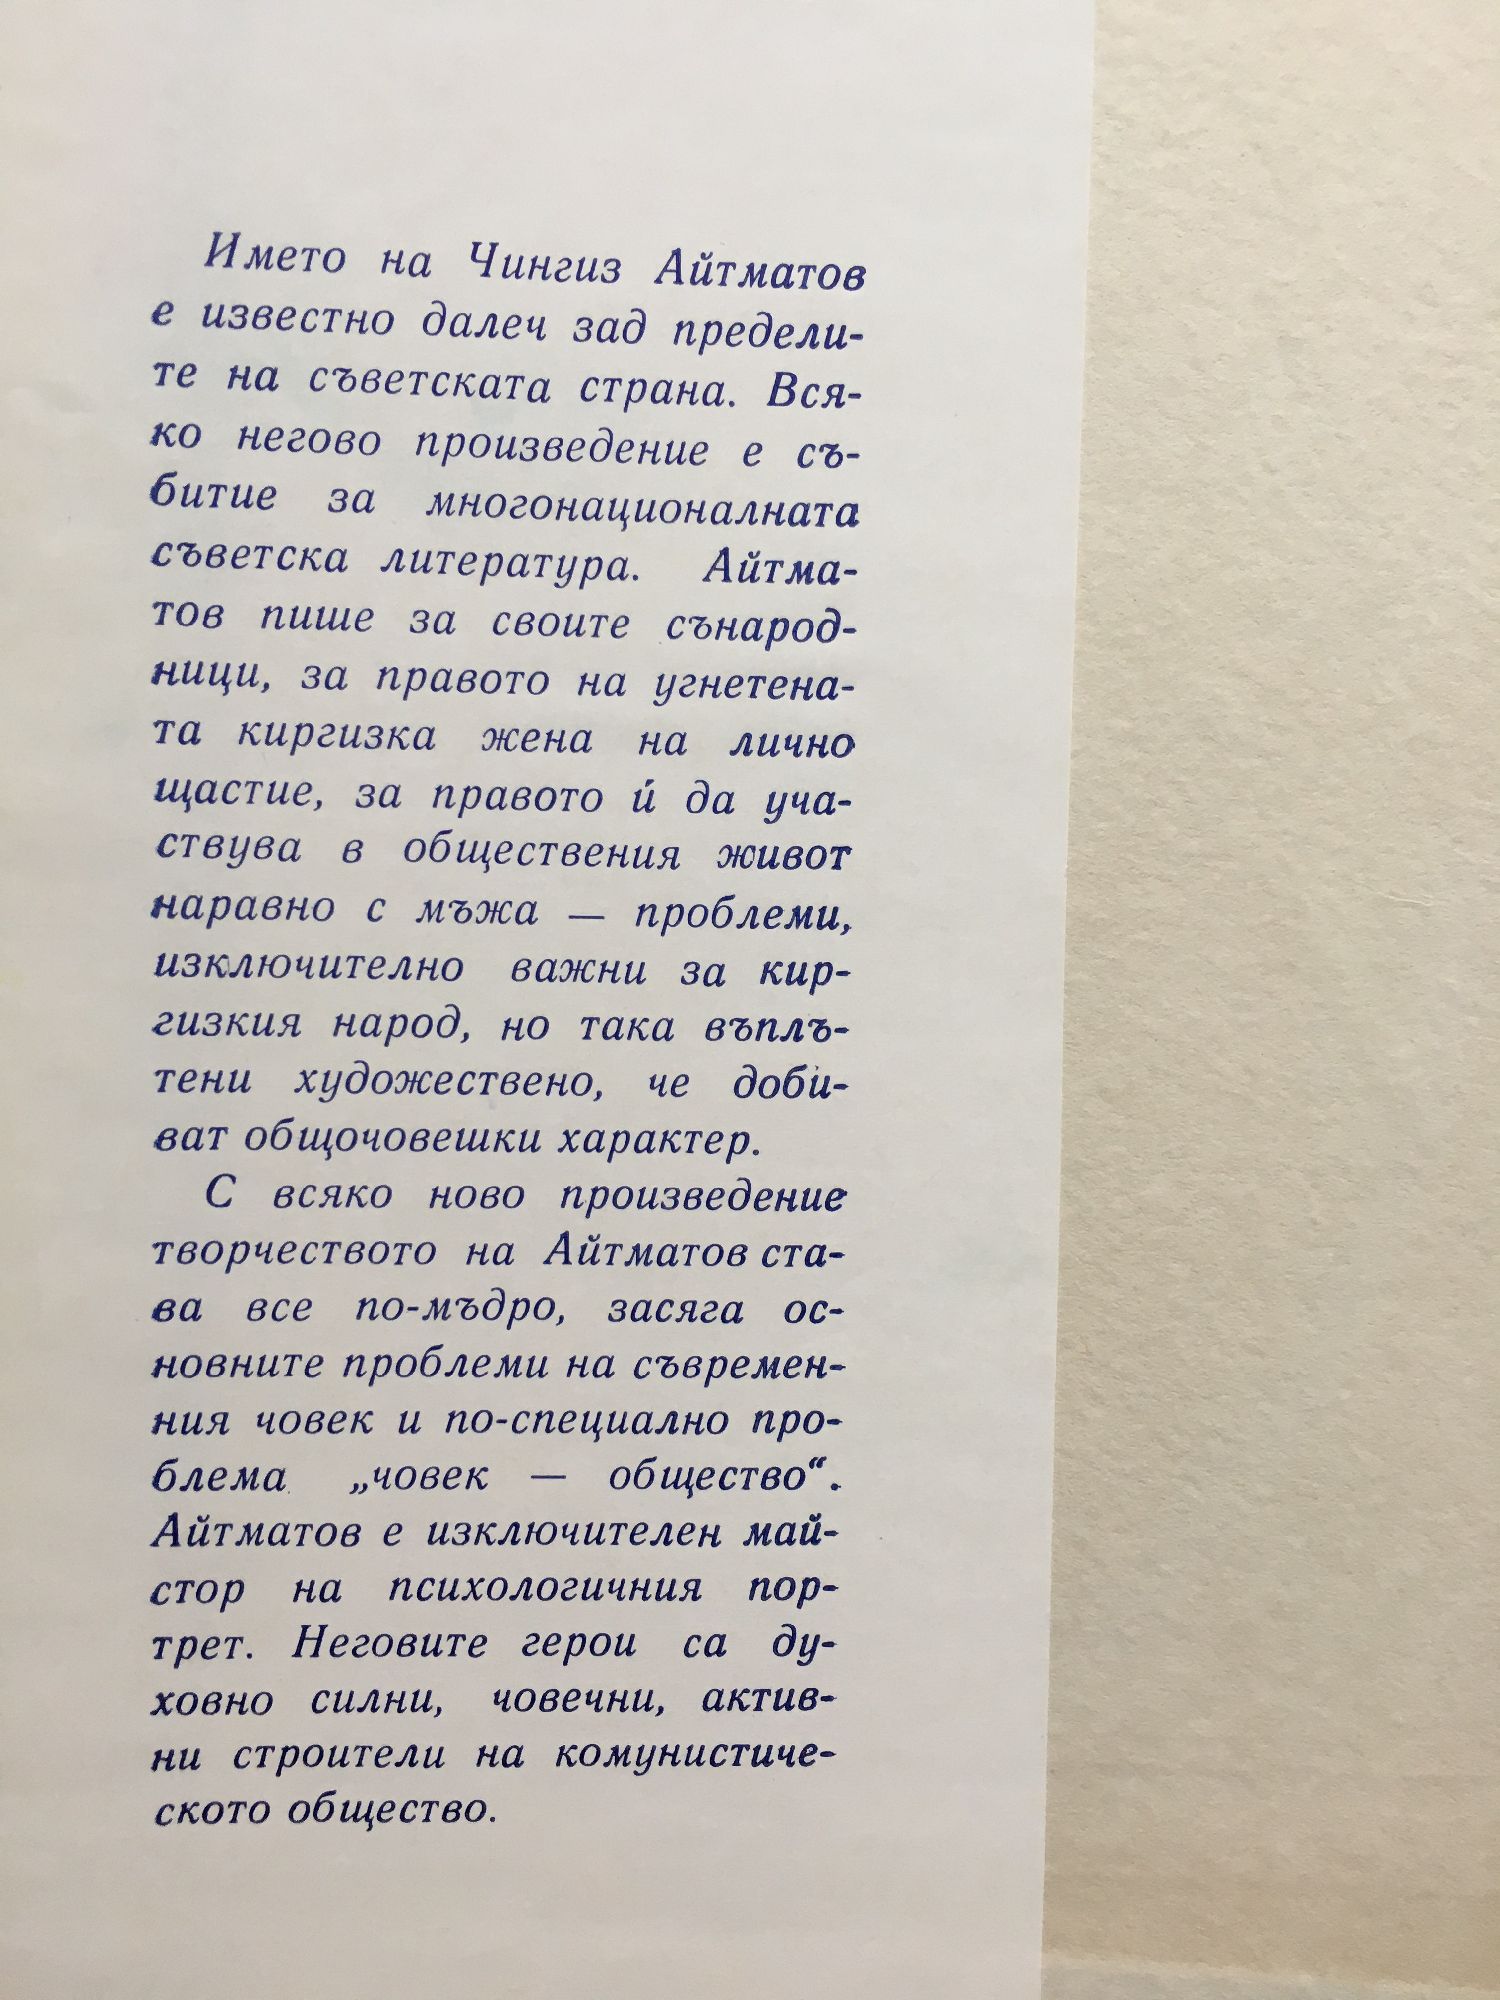 Името на Чингиз Айтматов
е известно далеч зад предели-
те на съветската страна. Вся-
ко негово произведение е съ-
битие за многонационалната
съветска литература. Айтма-
тов пише за своите сънарод-
ници, за правото на угнетена-
та киргизка жена на лично
щастие, за правото ѝ да уча-
ствува в обществения живот
наравно с мъжа — проблеми,
изключително важни за кир-
гизкия народ, но така въплъ-
тени художествено, че доби-
ват общочовешки характер.
С всяко ново произведение
творчеството на Айтматов ста-
ва все по-мъдро, засяга ос-
новните проблеми на съвремен-
ния човек и по-специално про-
блема „човек — общество“.
Айтматов е изключителен май-
стор на психологичния пор-
трет. Неговите герои са ду-
ховно силни, човечни, актив-
ни строители на комунистиче-
ското общество.